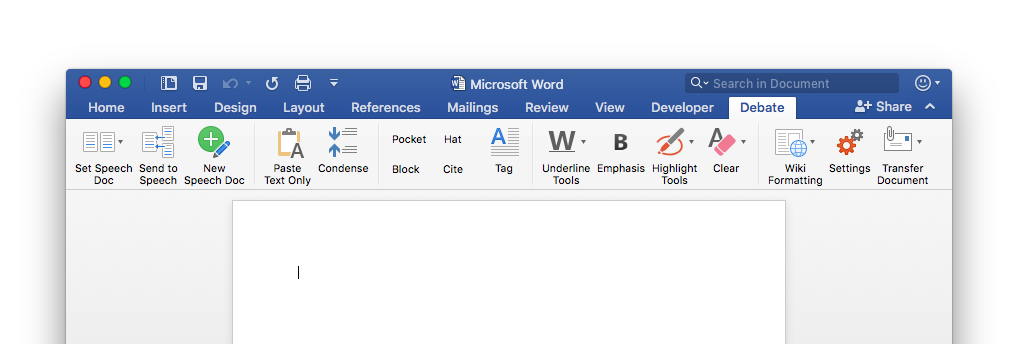 Microsoft Word
Search in Document
Home Insert Design Layout References Mailings Review View Developer Debate Share
Pocket Hat
Set Speech Doc
Send to Speech
New Speech Doc
Paste Text Only
Condense
Block Cite
Tag
Underline Tools
Emphasis
Highlight Tools
Clear
Wiki Formatting
Settings
Transfer Document